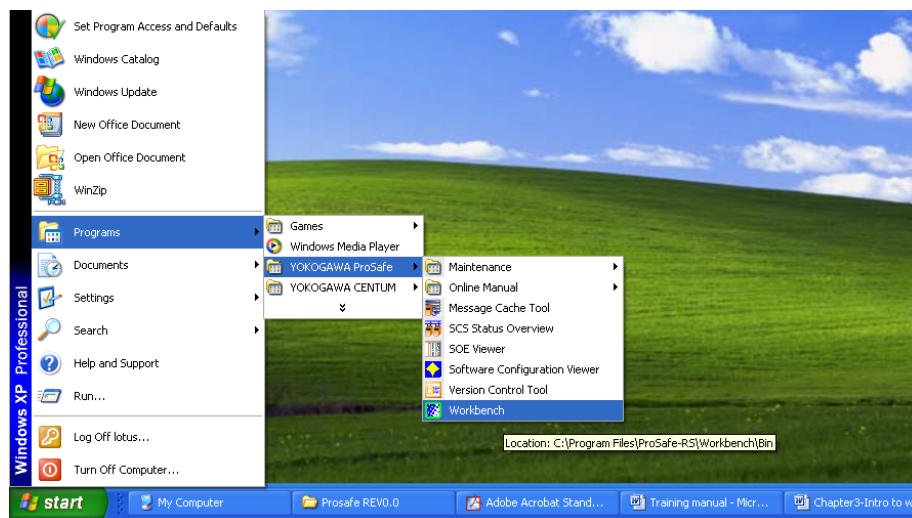 Set Program Access and Defaults
Windows Catalog
Windows Update
New Office Document
Open Office Document
WinZip
Programs
Documents
Settings
Search
Help and Support
Run...
Log Off lotus...
Turn Off Computer...
Windows XP Professional
Games
Windows Media Player
YOKOGAWA ProSafe
YOKOGAWA CENTUM
Maintenance
Online Manual
Message Cache Tool
SCS Status Overview
SOE Viewer
Software Configuration Viewer
Version Control Tool
Workbench
Location: C:\Program Files\ProSafe-RS\Workbench\Bin
start
My Computer
Prosafe REV0.0
Adobe Acrobat Stand...
Training manual - Micr...
Chapter3-Intro to w